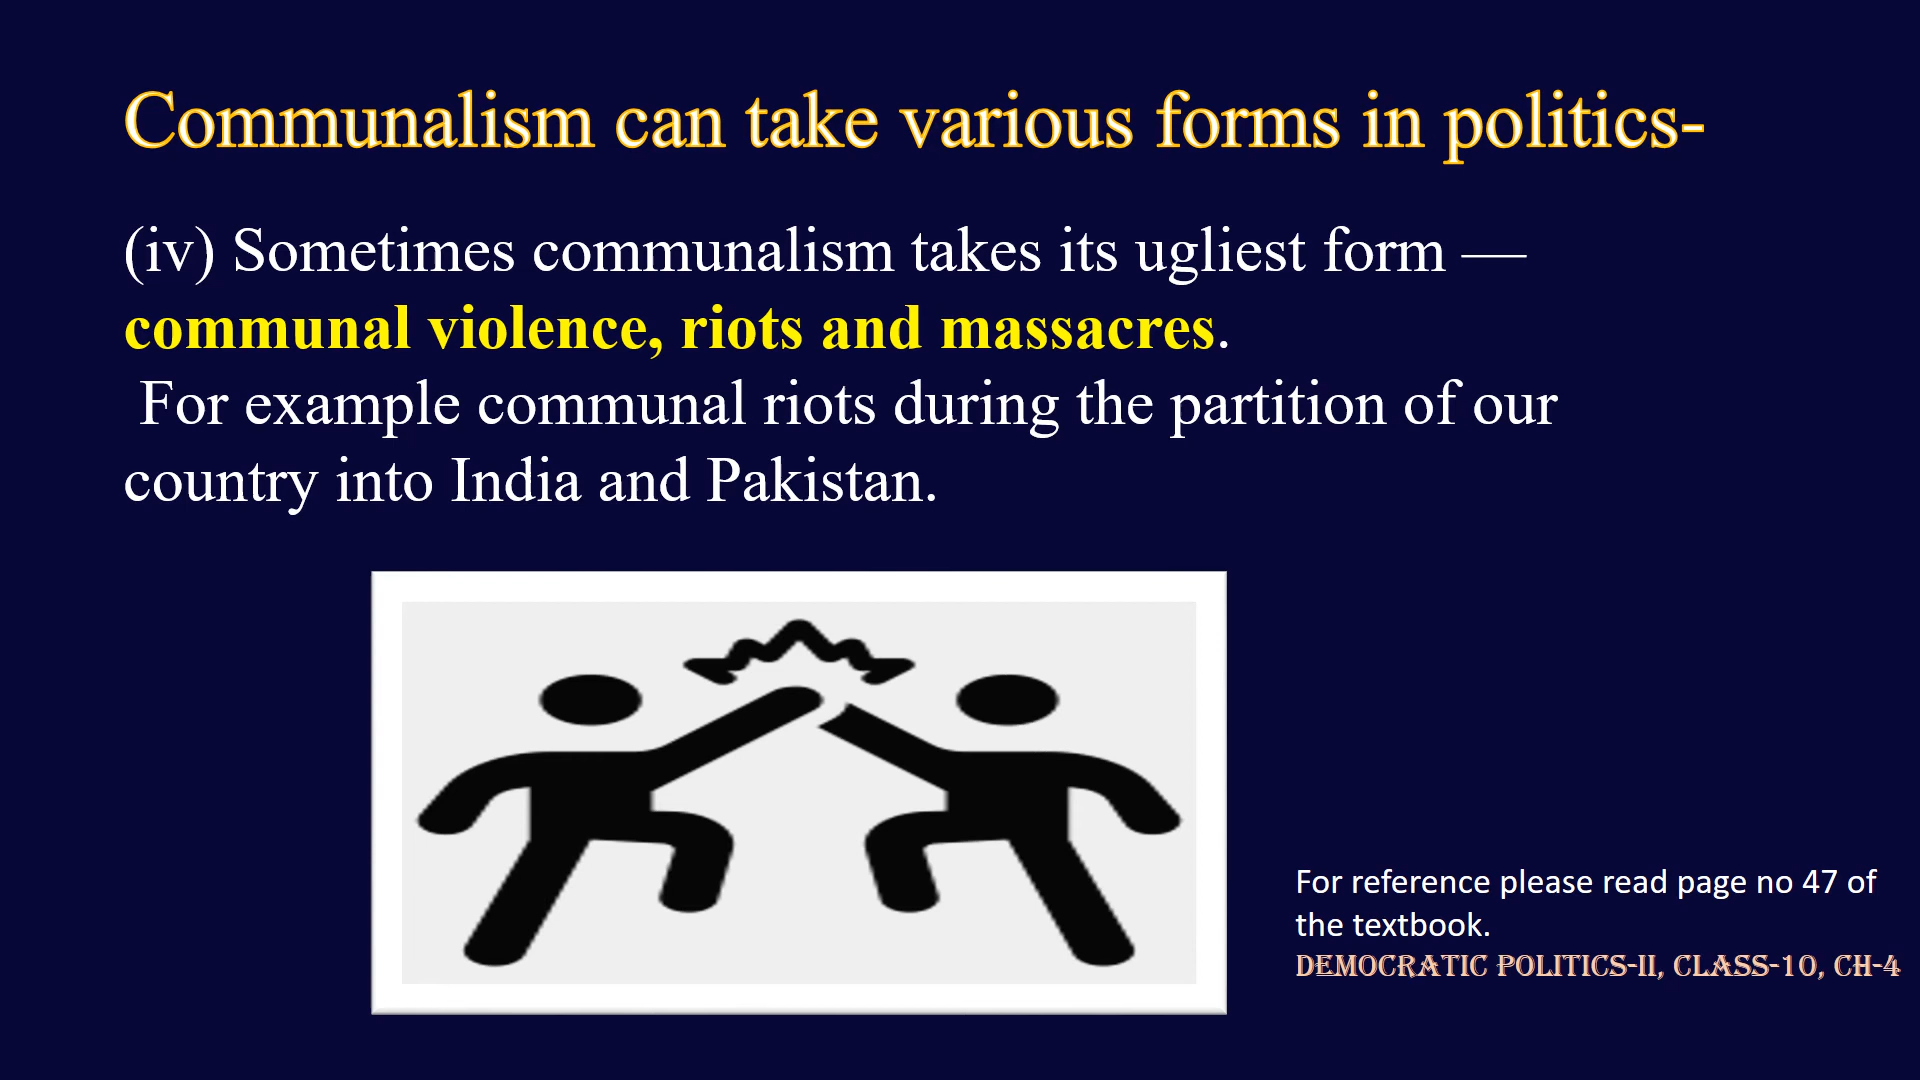 Communalism can take various forms in politics-
(iv) Sometimes communalism takes its ugliest form —
communal violence, riots and massacres.
For example communal riots during the partition of our
country into India and Pakistan.
For reference please read page no 47 of
the textbook.
DEMOCRATIC POLITICS-II, CLASS-10, CH-4